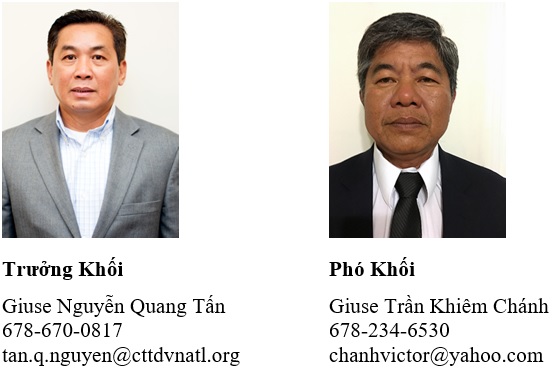 Trưởng Khối
Giuse Nguyễn Quang Tấn
678-670-0817
tan.q.nguyen@cttdvnatl.org
Phó Khối
Giuse Trần Khiêm Chánh
678-234-6530
chanhvictor@yahoo.com